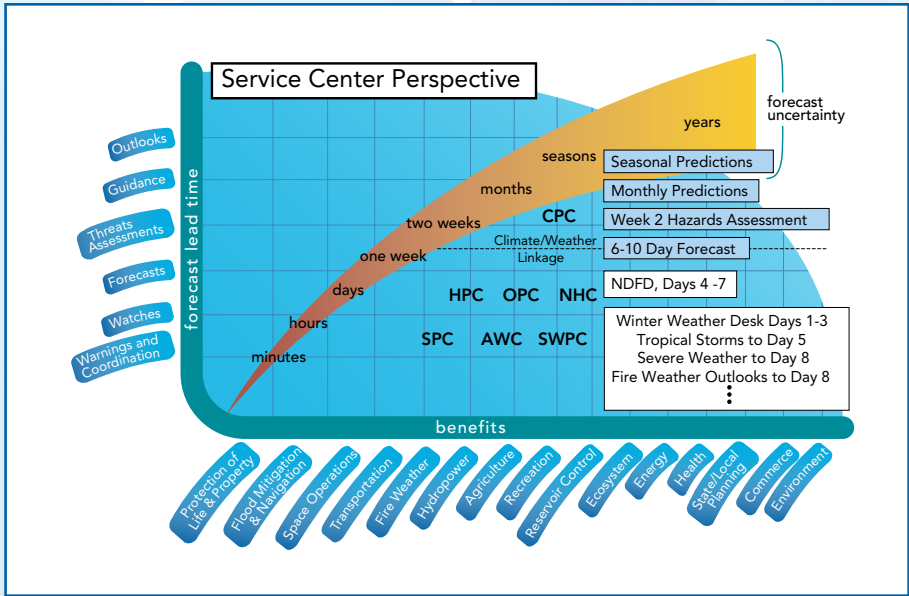 Service Center Perspective
forecast
uncertainty
years
seasons
months
two weeks
one week
days
hours
minutes
Seasonal Predictions
Monthly Predictions
CPC
Week 2 Hazards Assessment
Climate/Weather
Linkage
6-10 Day Forecast
NDFD, Days 4 -7
HPC OPC NHC
SPC AWC SWPC
Winter Weather Desk Days 1-3
Tropical Storms to Day 5
Severe Weather to Day 8
Fire Weather Outlooks to Day 8
forecast lead time
Outlooks
Guidance
Threats
Assessments
Forecasts
Watches
Warnings and
Coordination
benefits
Protection of
Life & Property
Flood Mitigation
& Navigation
Space Operations
Transportation
Fire Weather
Hydropower
Agriculture
Recreation
Reservoir Control
Ecosystem
Energy
Health
State/Local
Planning
Commerce
Environment